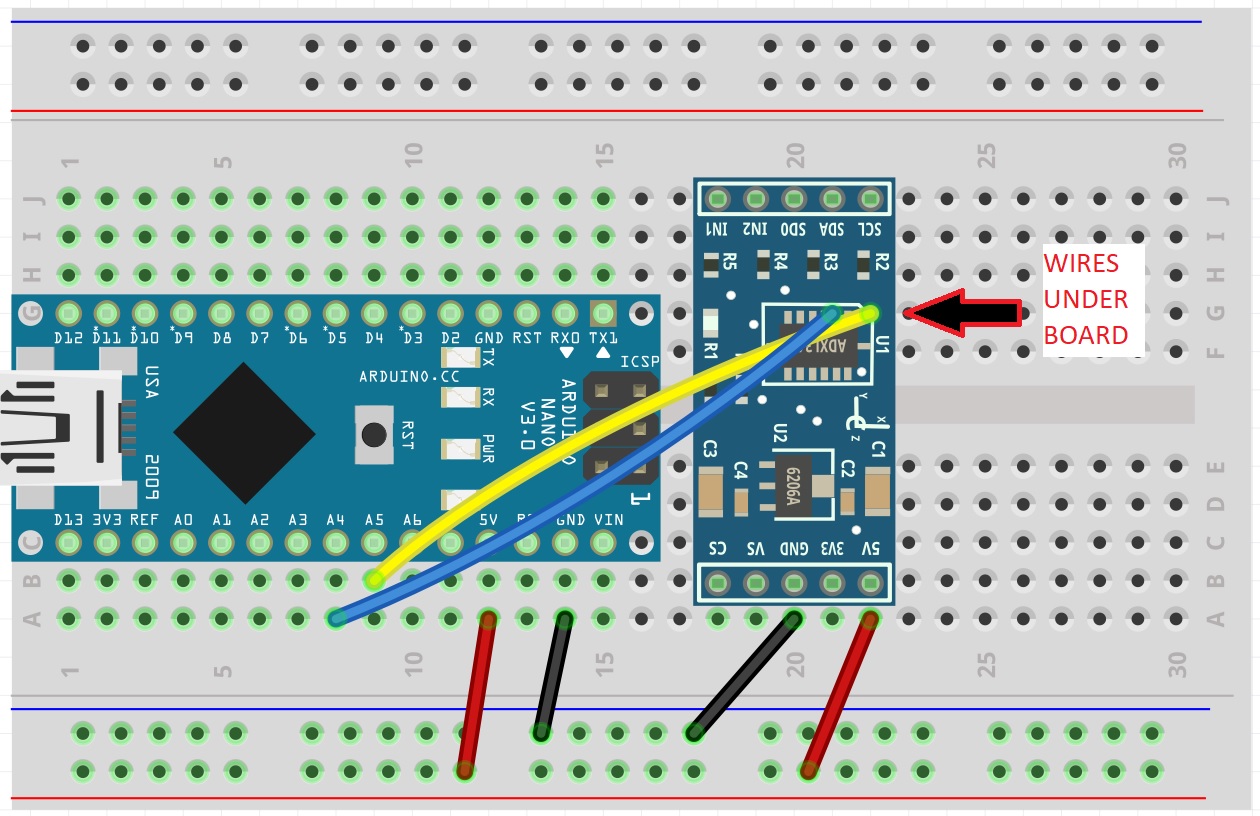 1 5 10 15 20 25 30
J J
I I
H H
G G
F
IN1 IN2 SDO SDA SCL
R5 R4 R3 R2
WIRES
UNDER
BOARD
D12 D11 D10 D9 D8 D7 D6 D5 D4 D3 D2 GND RST RX0 TX1
* * * * * *
R1 U1
TX
ICSP
ARDUINO.CC
USA
RX
ARDUINO
NANO
V3.0
RST
Y
X
Z
PWR
U2
C3 C4 C2 C1
6206A
2009
1
E
D
D13 3V3 REF A0 A1 A2 A3 A4 A5 A6 5V GND VIN
C C
CS VS GND 3V3 5V
B B
A A
1 5 10 15 20 25 30